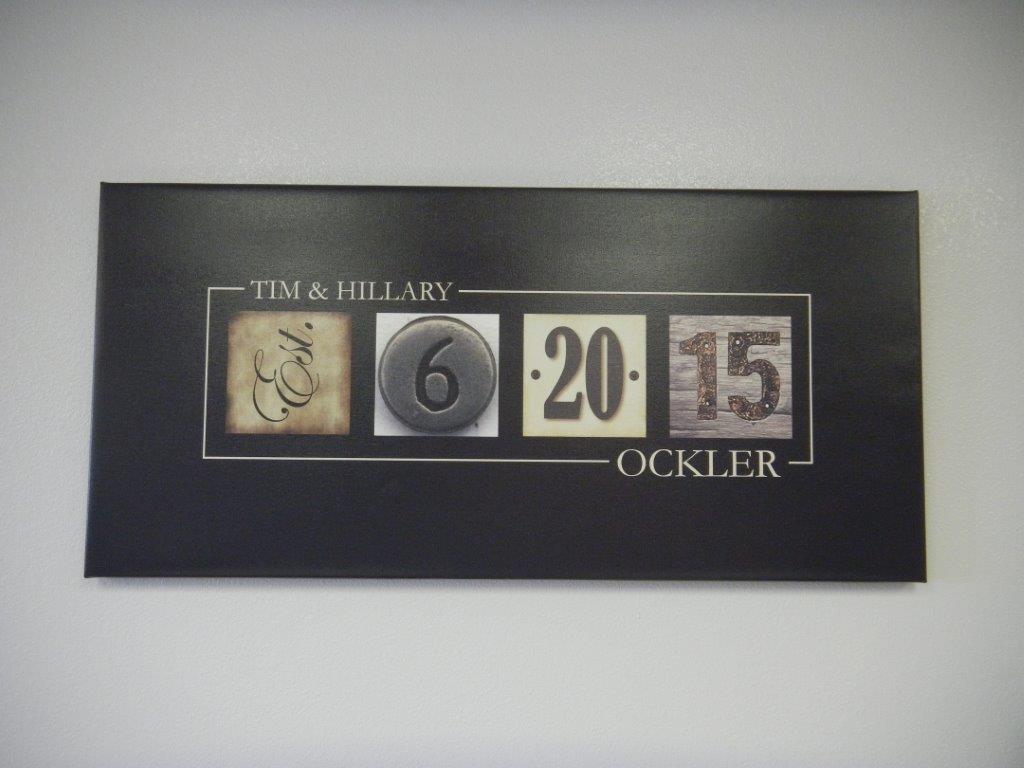 TIM & HILLARY
Est. 6 20 15
OCKLER